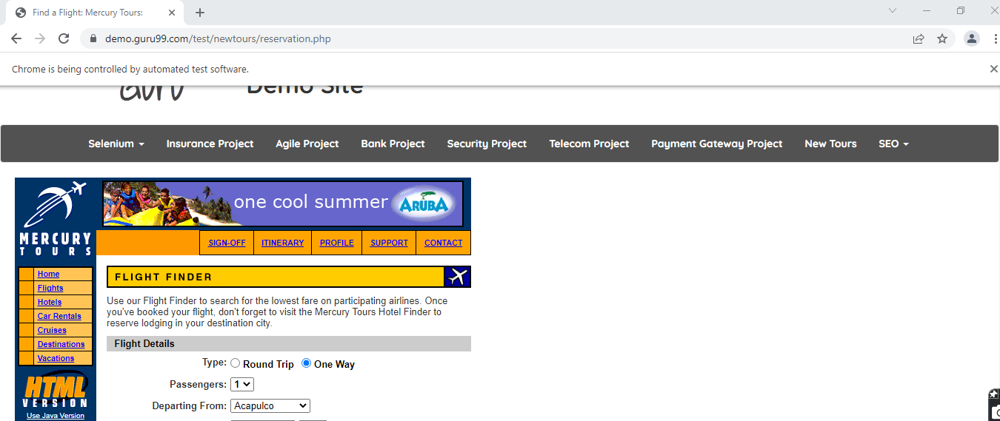 Find a Flight: Mercury Tours:
demo.guru99.com/test/newtours/reservation.php
Chrome is being controlled by automated test software.
Guru Demo Site
Selenium Insurance Project Agile Project Bank Project Security Project Telecom Project Payment Gateway Project New Tours SEO
one cool summer ARUBA
MERCURY
TOURS
SIGN-OFF ITINERARY PROFILE SUPPORT CONTACT
Home
Flights
Hotels
Car Rentals
Cruises
Destinations
Vacations
HTML
VERSION
Use Java Version
FLIGHT FINDER
Use our Flight Finder to search for the lowest fare on participating airlines. Once
you've booked your flight, don't forget to visit the Mercury Tours Hotel Finder to
reserve lodging in your destination city.
Flight Details
Type: Round Trip One Way
Passengers: 1
Departing From: Acapulco